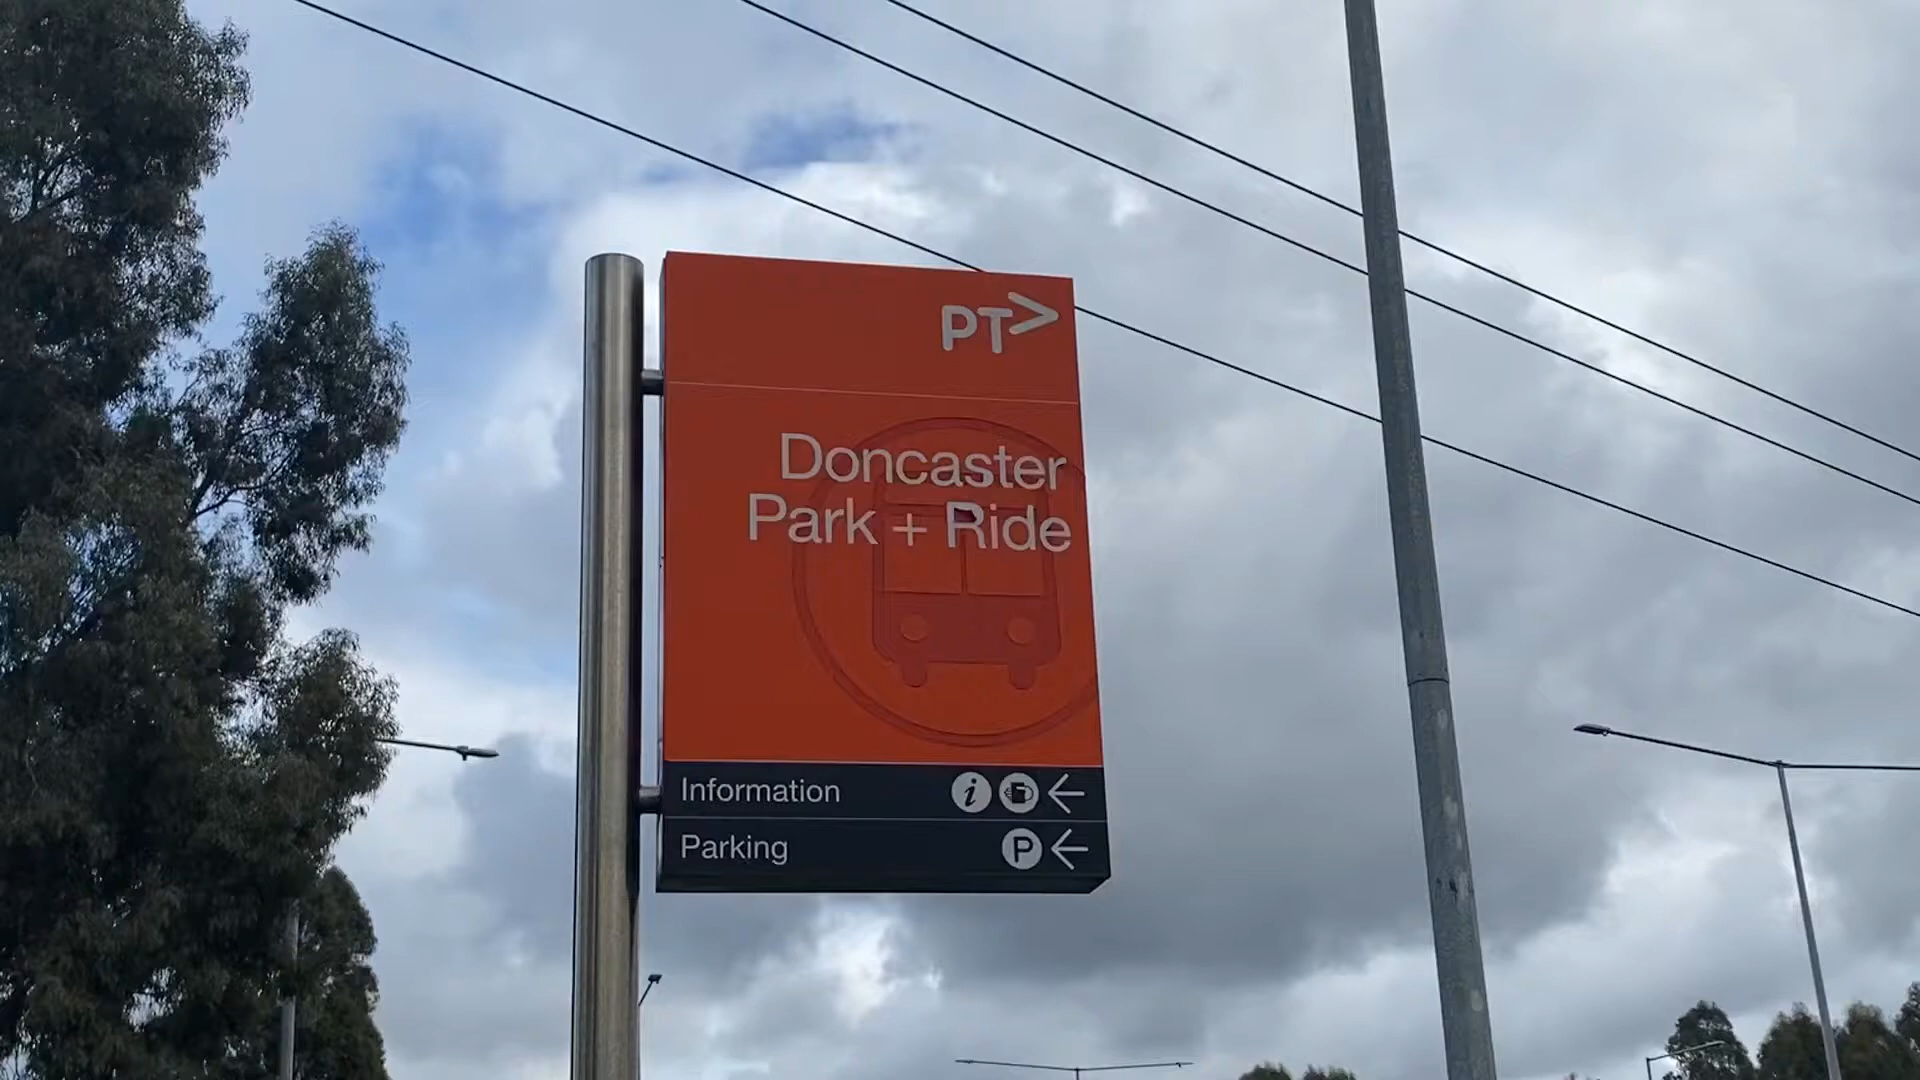 PT>
Doncaster
Park + Ride
Information i
Parking P